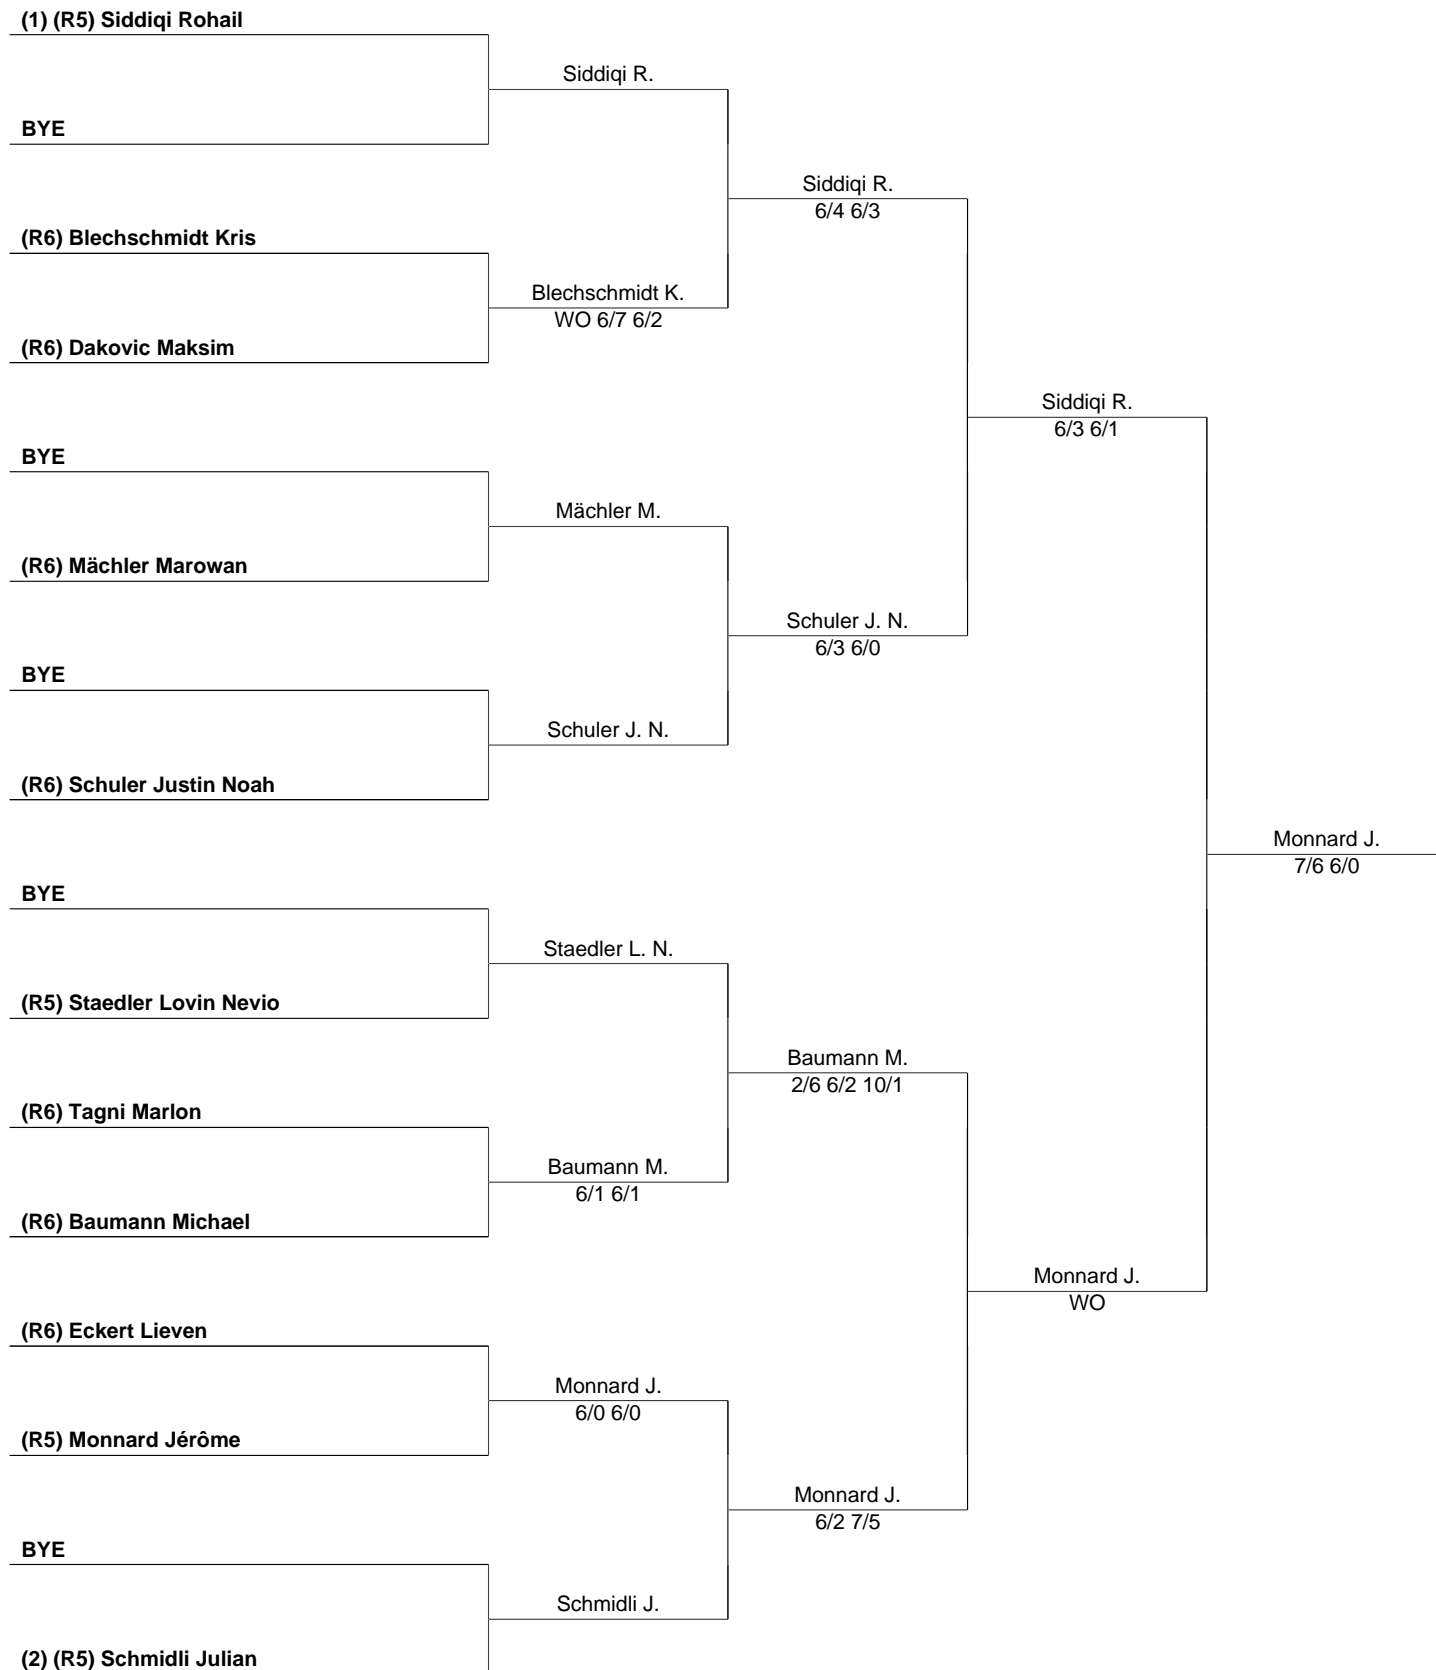 (1) (R5) Siddiqi Rohail
Siddiqi R.
BYE
Siddiqi R.
6/4 6/3
(R6) Blechschmidt Kris
Blechschmidt K.
WO 6/7 6/2
(R6) Dakovic Maksim
Siddiqi R.
6/3 6/1
BYE
Mächler M.
(R6) Mächler Marowan
Schuler J. N.
6/3 6/0
BYE
Schuler J. N.
(R6) Schuler Justin Noah
Monnard J.
7/6 6/0
BYE
Staedler L. N.
(R5) Staedler Lovin Nevio
Baumann M.
2/6 6/2 10/1
(R6) Tagni Marlon
Baumann M.
6/1 6/1
(R6) Baumann Michael
Monnard J.
WO
(R6) Eckert Lieven
Monnard J.
6/0 6/0
(R5) Monnard Jérôme
Monnard J.
6/2 7/5
BYE
Schmidli J.
(2) (R5) Schmidli Julian